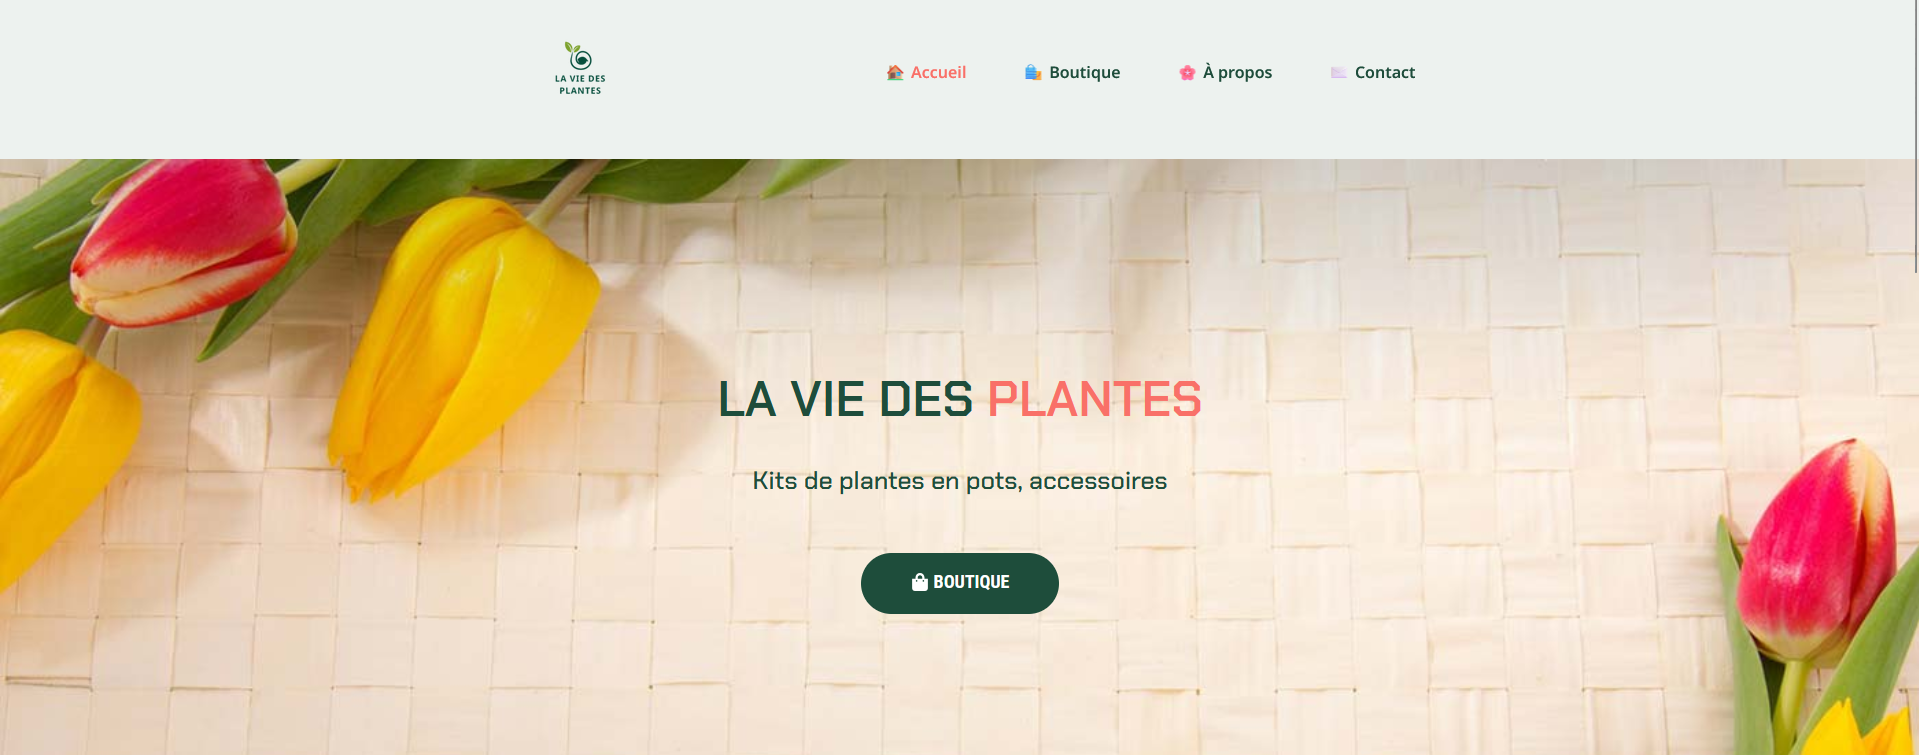 LA VIE DES
PLANTES
Accueil
Boutique
À propos
Contact
LA VIE DES PLANTES
Kits de plantes en pots, accessoires
BOUTIQUE